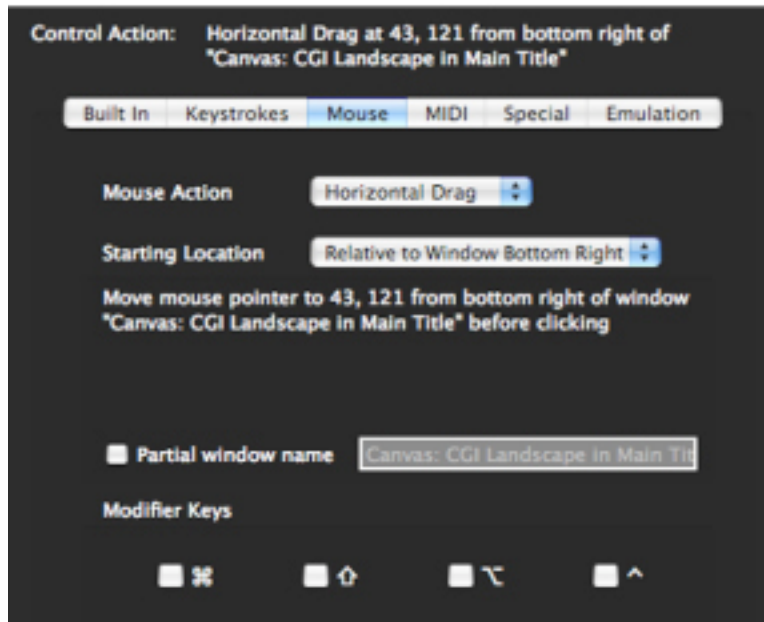 Control Action: Horizontal Drag at 43, 121 from bottom right of
"Canvas: CGI Landscape in Main Title"
Built In Keystrokes Mouse MIDI Special Emulation
Mouse Action Horizontal Drag
Starting Location Relative to Window Bottom Right
Move mouse pointer to 43, 121 from bottom right of window
"Canvas: CGI Landscape in Main Title" before clicking
Partial window name Canvas: CGI Landscape in Main Tit
Modifier Keys
⌘ ⇧ ⌥ ^